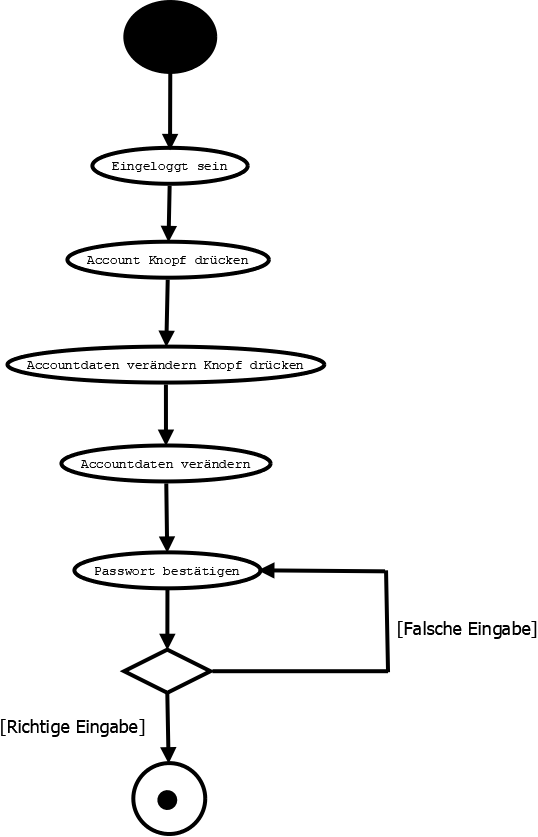 Eingeloggt sein
Account Knopf drücken
Accountdaten verändern Knopf drücken
Accountdaten verändern
Passwort bestätigen
[Falsche Eingabe]
[Richtige Eingabe]